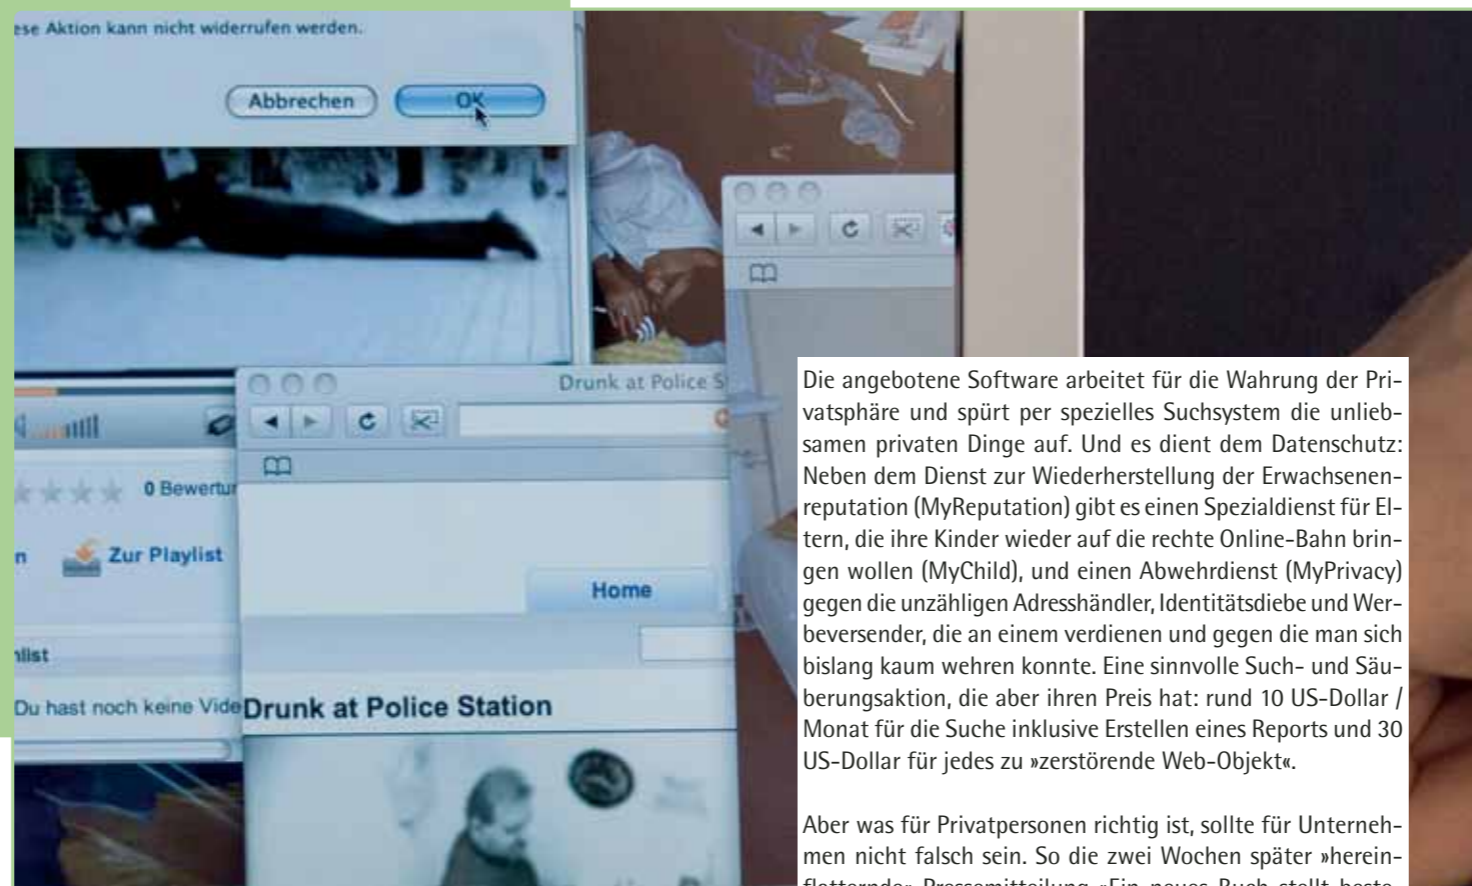 ese Aktion kann nicht widerrufen werden.
Abbrechen
OK
Drunk at Police S
0 Bewertur
n
Zur Playlist
Home
nlist
Du hast noch keine Vide
Drunk at Police Station
Die angebotene Software arbeitet für die Wahrung der Pri-
vatsphäre und spürt per spezielles Suchsystem die unlieb-
samen privaten Dinge auf. Und es dient dem Datenschutz:
Neben dem Dienst zur Wiederherstellung der Erwachsenen-
reputation (MyReputation) gibt es einen Spezialdienst für El-
tern, die ihre Kinder wieder auf die rechte Online-Bahn brin-
gen wollen (MyChild), und einen Abwehrdienst (MyPrivacy)
gegen die unzähligen Adresshändler, Identitätsdiebe und Wer-
beversender, die an einem verdienen und gegen die man sich
bislang kaum wehren konnte. Eine sinnvolle Such- und Säu-
berungsaktion, die aber ihren Preis hat: rund 10 US-Dollar /
Monat für die Suche inklusive Erstellen eines Reports und 30
US-Dollar für jedes zu »zerstörende Web-Objekt«.
Aber was für Privatpersonen richtig ist, sollte für Unterneh-
men nicht falsch sein. So die zwei Wochen später »herein-
flatternde« Pressemitteilung »Ein neues Buch stellt beste-